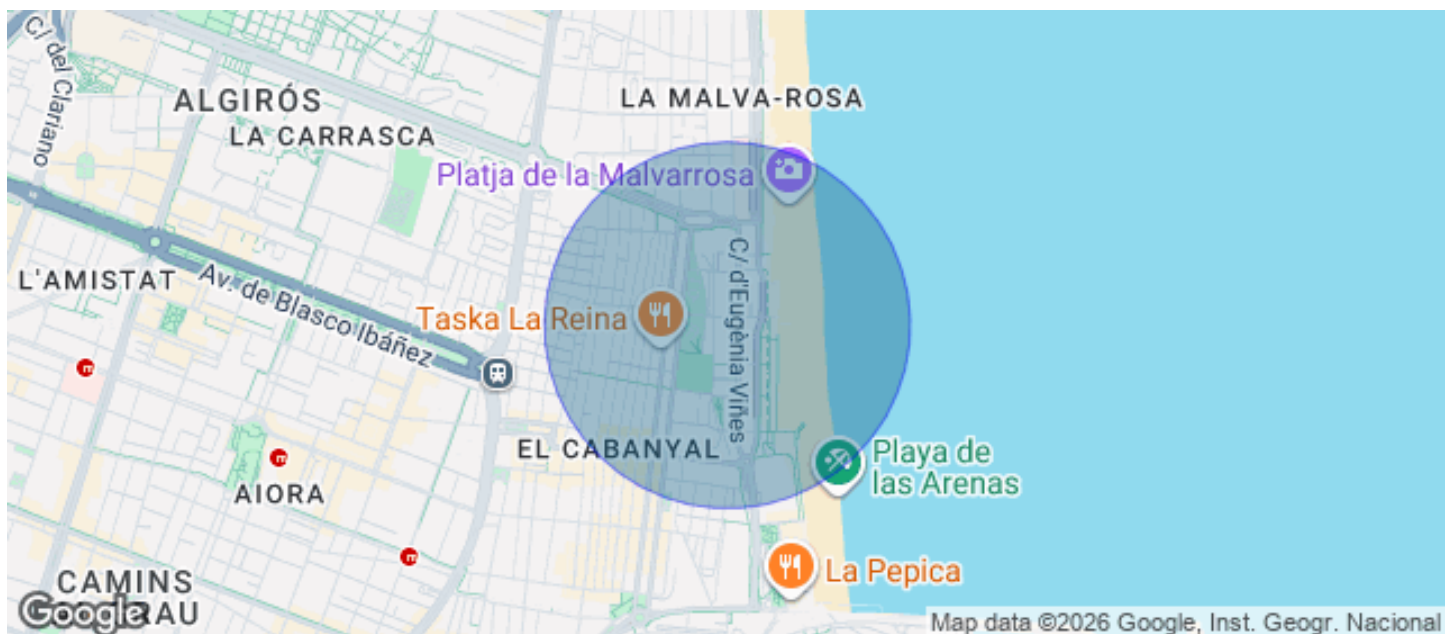 C/ del Clariano
ALGIRÓS
LA CARRASCA
LA MALVA-ROSA
Platja de la Malvarrosa
L'AMISTAT
Av. de Blasco Ibáñez
Taska La Reina
C/ d'Eugènia Viñes
EL CABANYAL
AIORA
Playa de
las Arenas
La Pepica
CAMINS
RAU
Google
Map data ©2026 Google, Inst. Geogr. Nacional
m
m
m